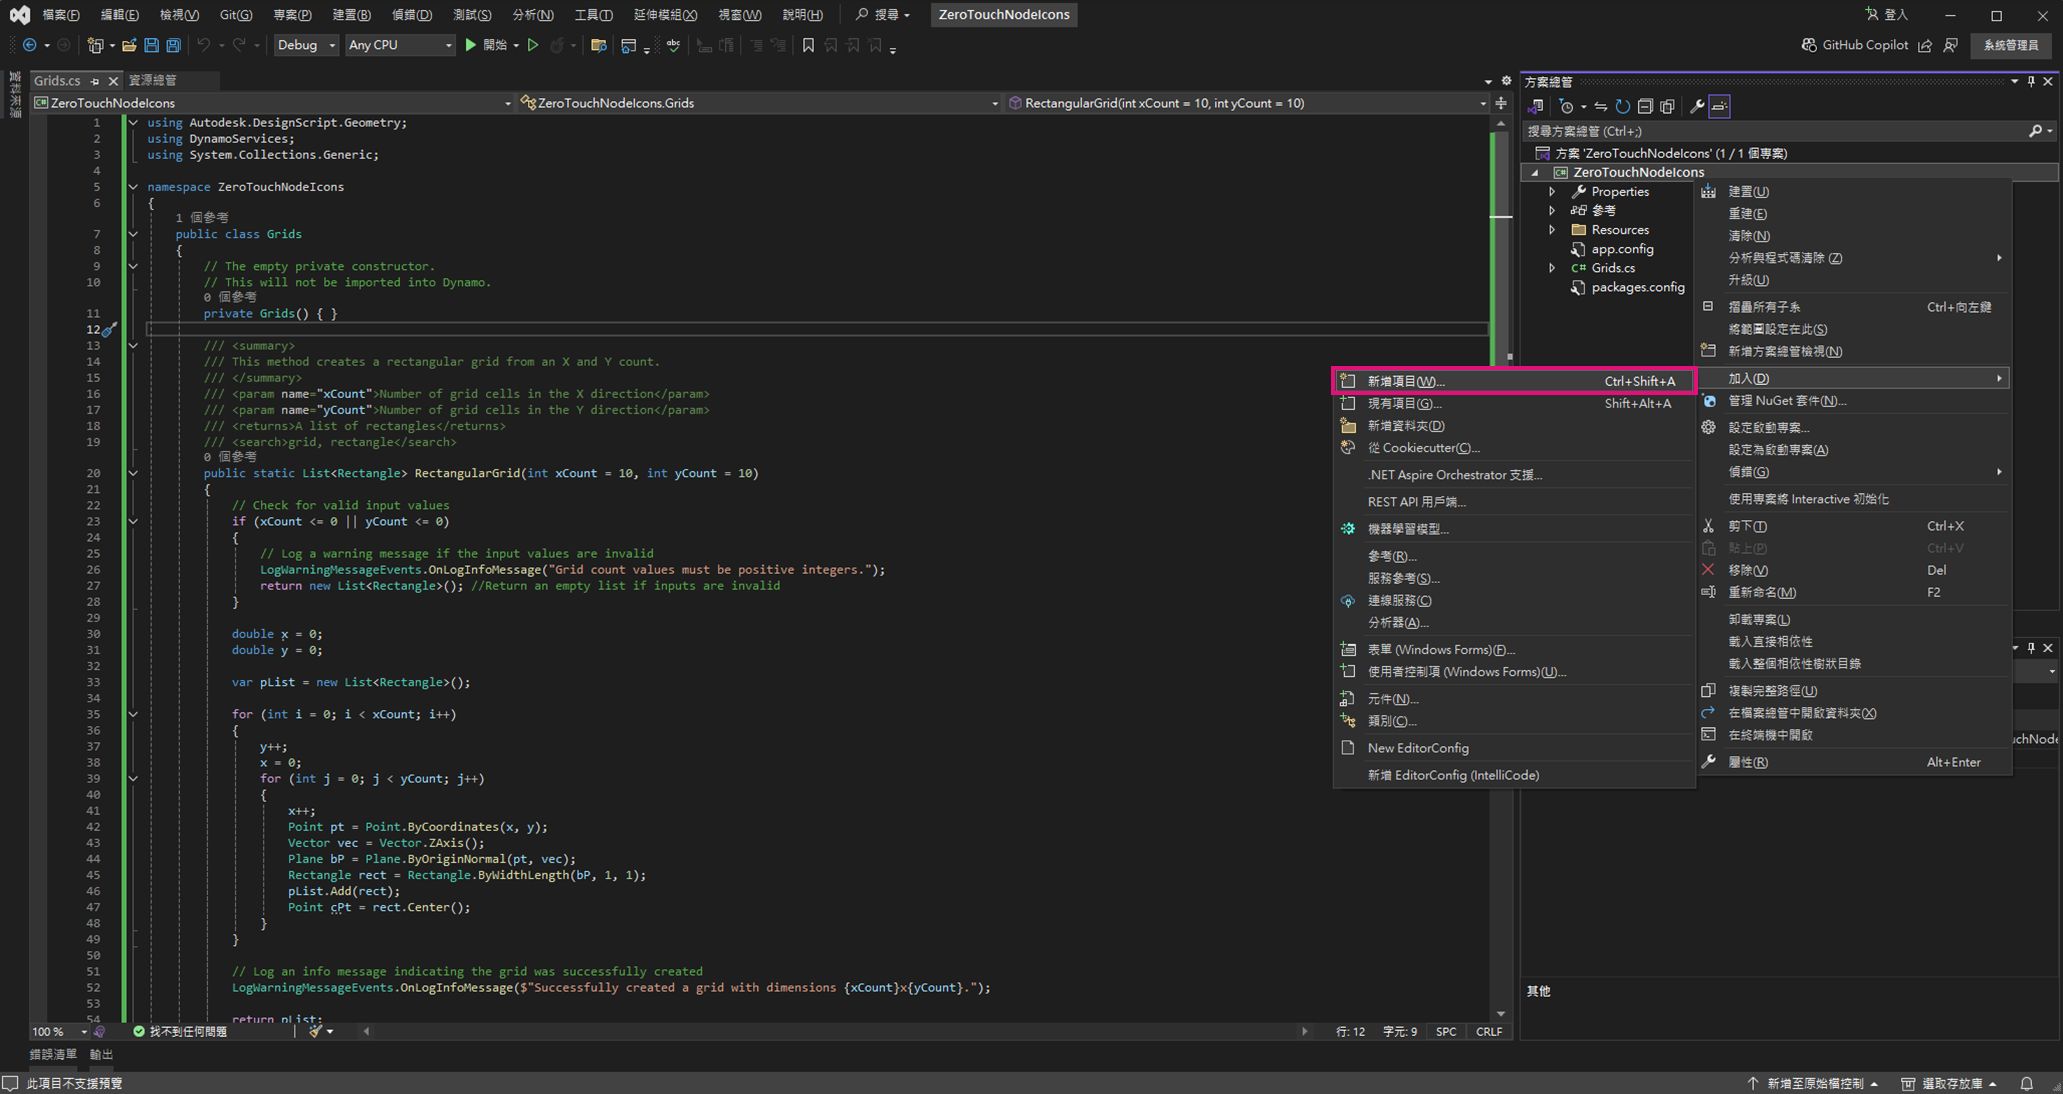 檔案(F) 編輯(E) 檢視(V) Git(G) 專案(P) 建置(B) 偵錯(D) 測試(S) 分析(N) 工具(T) 延伸模組(X) 視窗(W) 說明(H) 搜尋 ZeroTouchNodeIcons 登入
Debug Any CPU 開始 GitHub Copilot 系統管理員
資料來源
Grids.cs 資源總管
ZeroTouchNodeIcons ZeroTouchNodeIcons.Grids RectangularGrid(int xCount = 10, int yCount = 10)
1 using Autodesk.DesignScript.Geometry;
2 using DynamoServices;
3 using System.Collections.Generic;
4
5 namespace ZeroTouchNodeIcons
6 {
1 個參考
7 public class Grids
8 {
9 // The empty private constructor.
10 // This will not be imported into Dynamo.
0 個參考
11 private Grids() { }
12
13 /// <summary>
14 /// This method creates a rectangular grid from an X and Y count.
15 /// </summary>
16 /// <param name="xCount">Number of grid cells in the X direction</param>
17 /// <param name="yCount">Number of grid cells in the Y direction</param>
18 /// <returns>A list of rectangles</returns>
19 /// <search>grid, rectangle</search>
0 個參考
20 public static List<Rectangle> RectangularGrid(int xCount = 10, int yCount = 10)
21 {
22 // Check for valid input values
23 if (xCount <= 0 || yCount <= 0)
24 {
25 // Log a warning message if the input values are invalid
26 LogWarningMessageEvents.OnLogInfoMessage("Grid count values must be positive integers.");
27 return new List<Rectangle>(); //Return an empty list if inputs are invalid
28 }
29
30 double x = 0;
31 double y = 0;
32
33 var pList = new List<Rectangle>();
34
35 for (int i = 0; i < xCount; i++)
36 {
37 y++;
38 x = 0;
39 for (int j = 0; j < yCount; j++)
40 {
41 x++;
42 Point pt = Point.ByCoordinates(x, y);
43 Vector vec = Vector.ZAxis();
44 Plane bP = Plane.ByOriginNormal(pt, vec);
45 Rectangle rect = Rectangle.ByWidthLength(bP, 1, 1);
46 pList.Add(rect);
47 Point cPt = rect.Center();
48 }
49 }
50
51 // Log an info message indicating the grid was successfully created
52 LogWarningMessageEvents.OnLogInfoMessage($"Successfully created a grid with dimensions {xCount}x{yCount}.");
53
54 return pList;
100 % 找不到任何問題 行: 12 字元: 9 SPC CRLF
錯誤清單 輸出
此項目不支援預覽
新增項目(W)... Ctrl+Shift+A
現有項目(G)... Shift+Alt+A
新增資料夾(D)
從 Cookiecutter(C)...
.NET Aspire Orchestrator 支援...
REST API 用戶端...
機器學習模型...
參考(R)...
服務參考(S)...
連線服務(C)
分析器(A)...
表單 (Windows Forms)(F)...
使用者控制項 (Windows Forms)(U)...
元件(N)...
類別(C)...
New EditorConfig
新增 EditorConfig (IntelliCode)
方案總管
搜尋方案總管 (Ctrl+;)
方案 'ZeroTouchNodeIcons' (1 / 1 個專案)
ZeroTouchNodeIcons
Properties
參考
Resources
app.config
C# Grids.cs
packages.config
建置(U)
重建(E)
清除(N)
分析與程式碼清除 (Z)
升級(U)
摺疊所有子系 Ctrl+向左鍵
將範圍設定在此(S)
新增方案總管檢視(N)
加入(D)
管理 NuGet 套件(N)...
設定啟動專案...
設定為啟動專案(A)
偵錯(G)
使用專案將 Interactive 初始化
剪下(T) Ctrl+X
貼上(P) Ctrl+V
移除(V) Del
重新命名(M) F2
卸載專案(L)
載入直接相依性
載入整個相依性樹狀目錄
複製完整路徑(U)
在檔案總管中開啟資料夾(X)
在終端機中開啟
屬性(R) Alt+Enter
uchNode
其他
新增至原始檔控制 選取存放庫